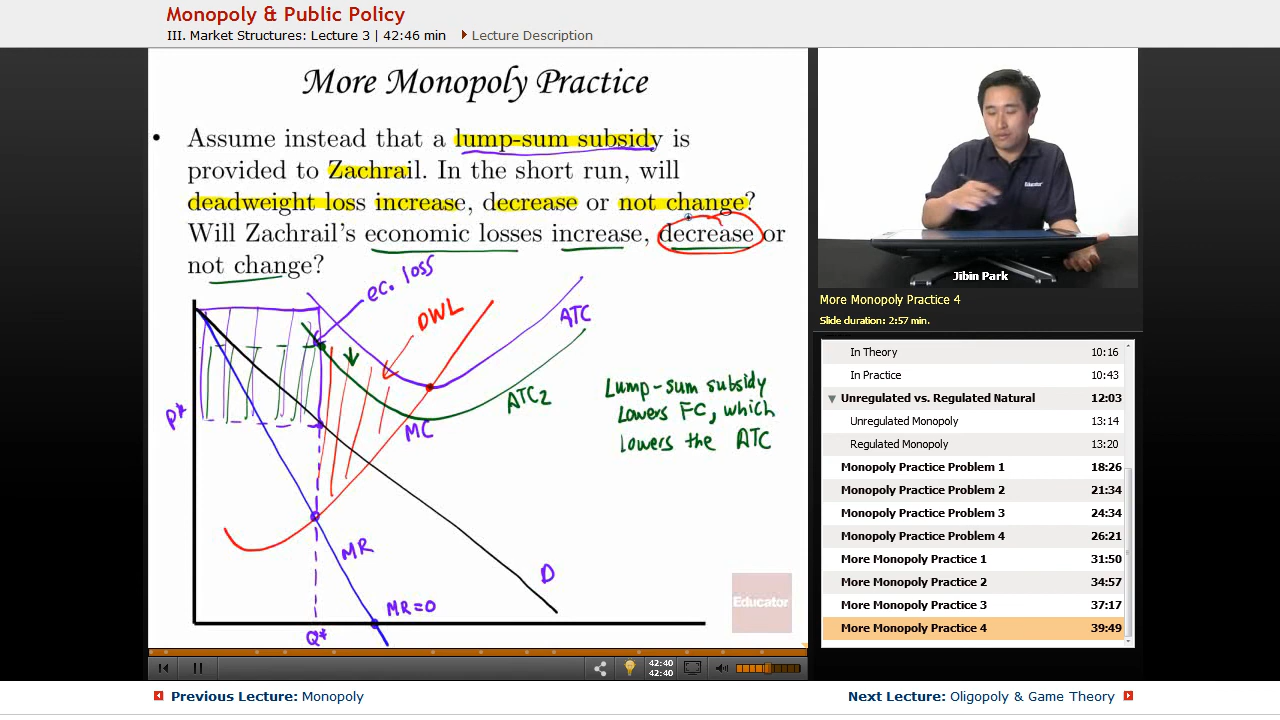 Monopoly & Public Policy
III. Market Structures: Lecture 3 | 42:46 min
Lecture Description
More Monopoly Practice
• Assume instead that a lump-sum subsidy is
provided to Zachrail. In the short run, will
deadweight loss increase, decrease or not change?
Will Zachrail's economic losses increase, decrease or
not change?
ec. loss
DWL
ATC
ATC2
MC
P*
Lump-sum subsidy
Lowers FC, which
lowers the ATC
MR
D
MR=0
Q*
Educator
Educator
Jibin Park
More Monopoly Practice 4
Slide duration: 2:57 min.
In Theory 10:16
In Practice 10:43
Unregulated vs. Regulated Natural 12:03
Unregulated Monopoly 13:14
Regulated Monopoly 13:20
Monopoly Practice Problem 1 18:26
Monopoly Practice Problem 2 21:34
Monopoly Practice Problem 3 24:34
Monopoly Practice Problem 4 26:21
More Monopoly Practice 1 31:50
More Monopoly Practice 2 34:57
More Monopoly Practice 3 37:17
More Monopoly Practice 4 39:49
42:40
42:40
Previous Lecture: Monopoly
Next Lecture: Oligopoly & Game Theory